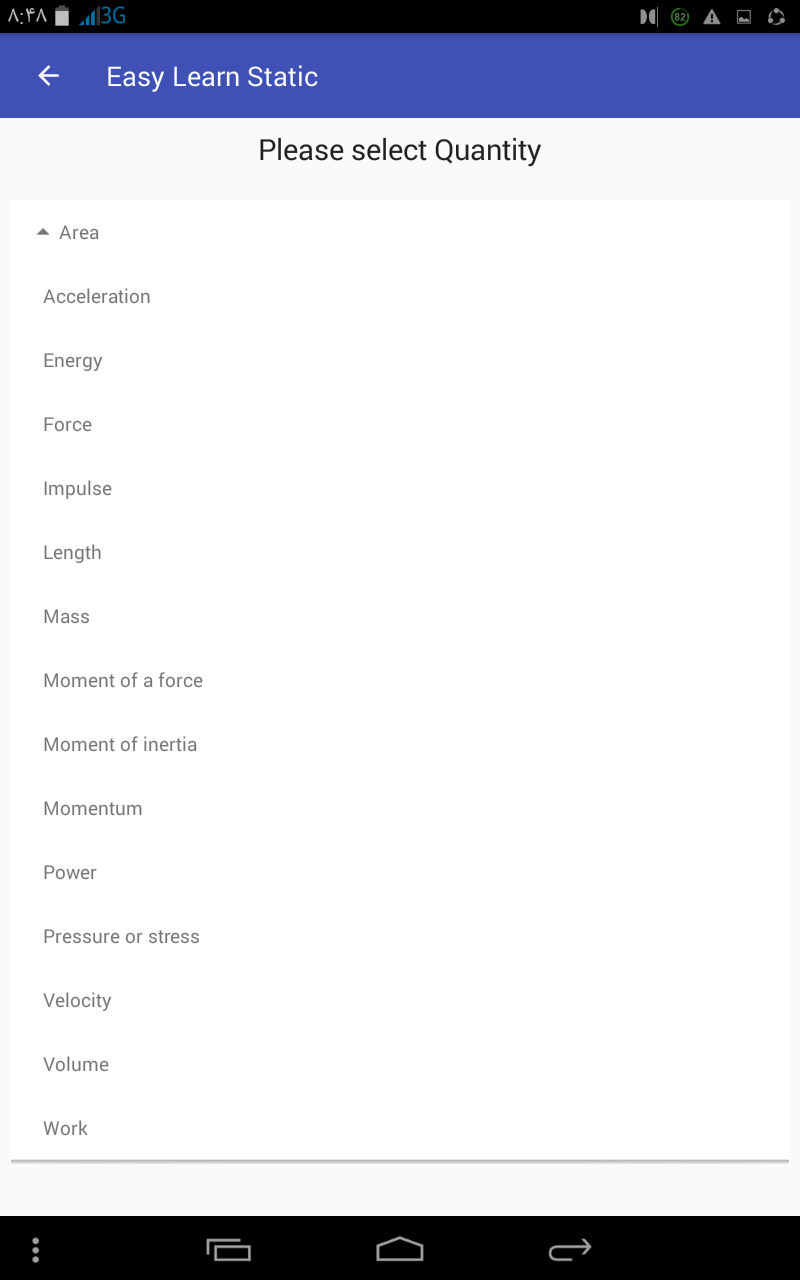 ۸:۴۸ 3G 82
Easy Learn Static
Please select Quantity
Area
Acceleration
Energy
Force
Impulse
Length
Mass
Moment of a force
Moment of inertia
Momentum
Power
Pressure or stress
Velocity
Volume
Work